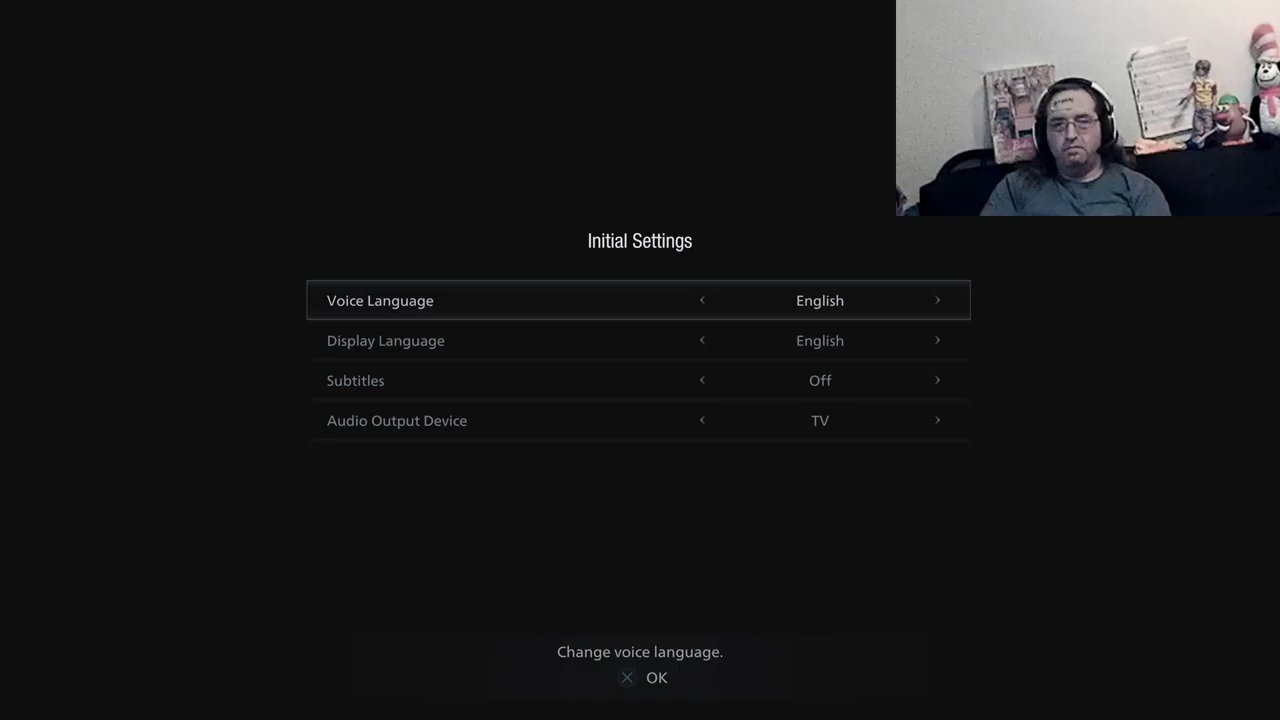 Initial Settings
Voice Language English
Display Language English
Subtitles Off
Audio Output Device TV
Change voice language.
OK